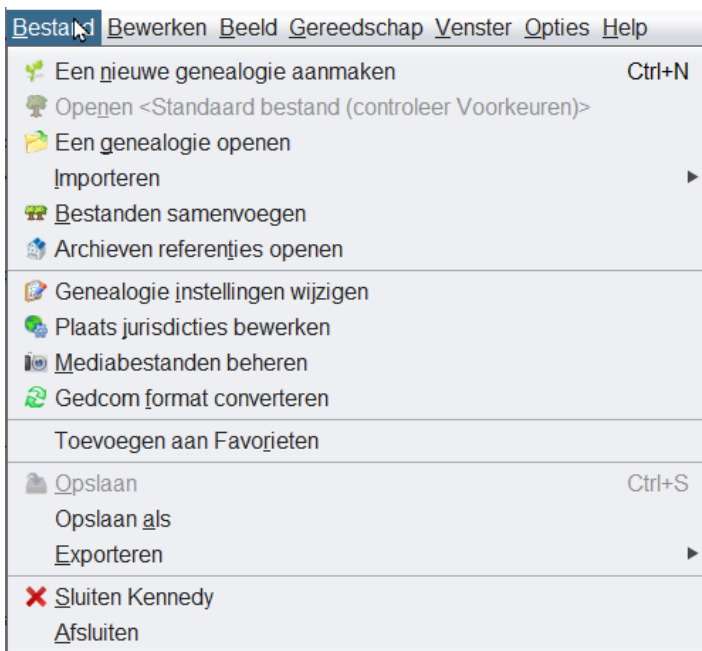 Bestand Bewerken Beeld Gereedschap Venster Opties Help
Een nieuwe genealogie aanmaken Ctrl+N
Openen <Standaard bestand (controleer Voorkeuren)>
Een genealogie openen
Importeren
Bestanden samenvoegen
Archieven referenties openen
Genealogie instellingen wijzigen
Plaats jurisdicties bewerken
Mediabestanden beheren
Gedcom format converteren
Toevoegen aan Favorieten
Opslaan Ctrl+S
Opslaan als
Exporteren
Sluiten Kennedy
Afsluiten